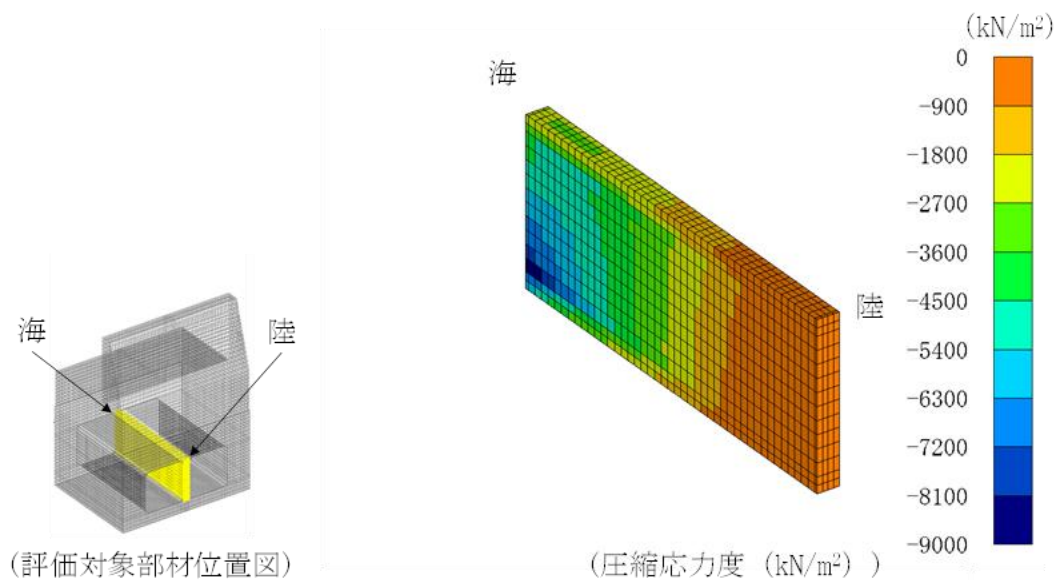 (kN/m²)
0
-900
-1800
-2700
-3600
-4500
-5400
-6300
-7200
-8100
-9000
海
陸
海
陸
(評価対象部材位置図)
(圧縮応力度 (kN/m²) )